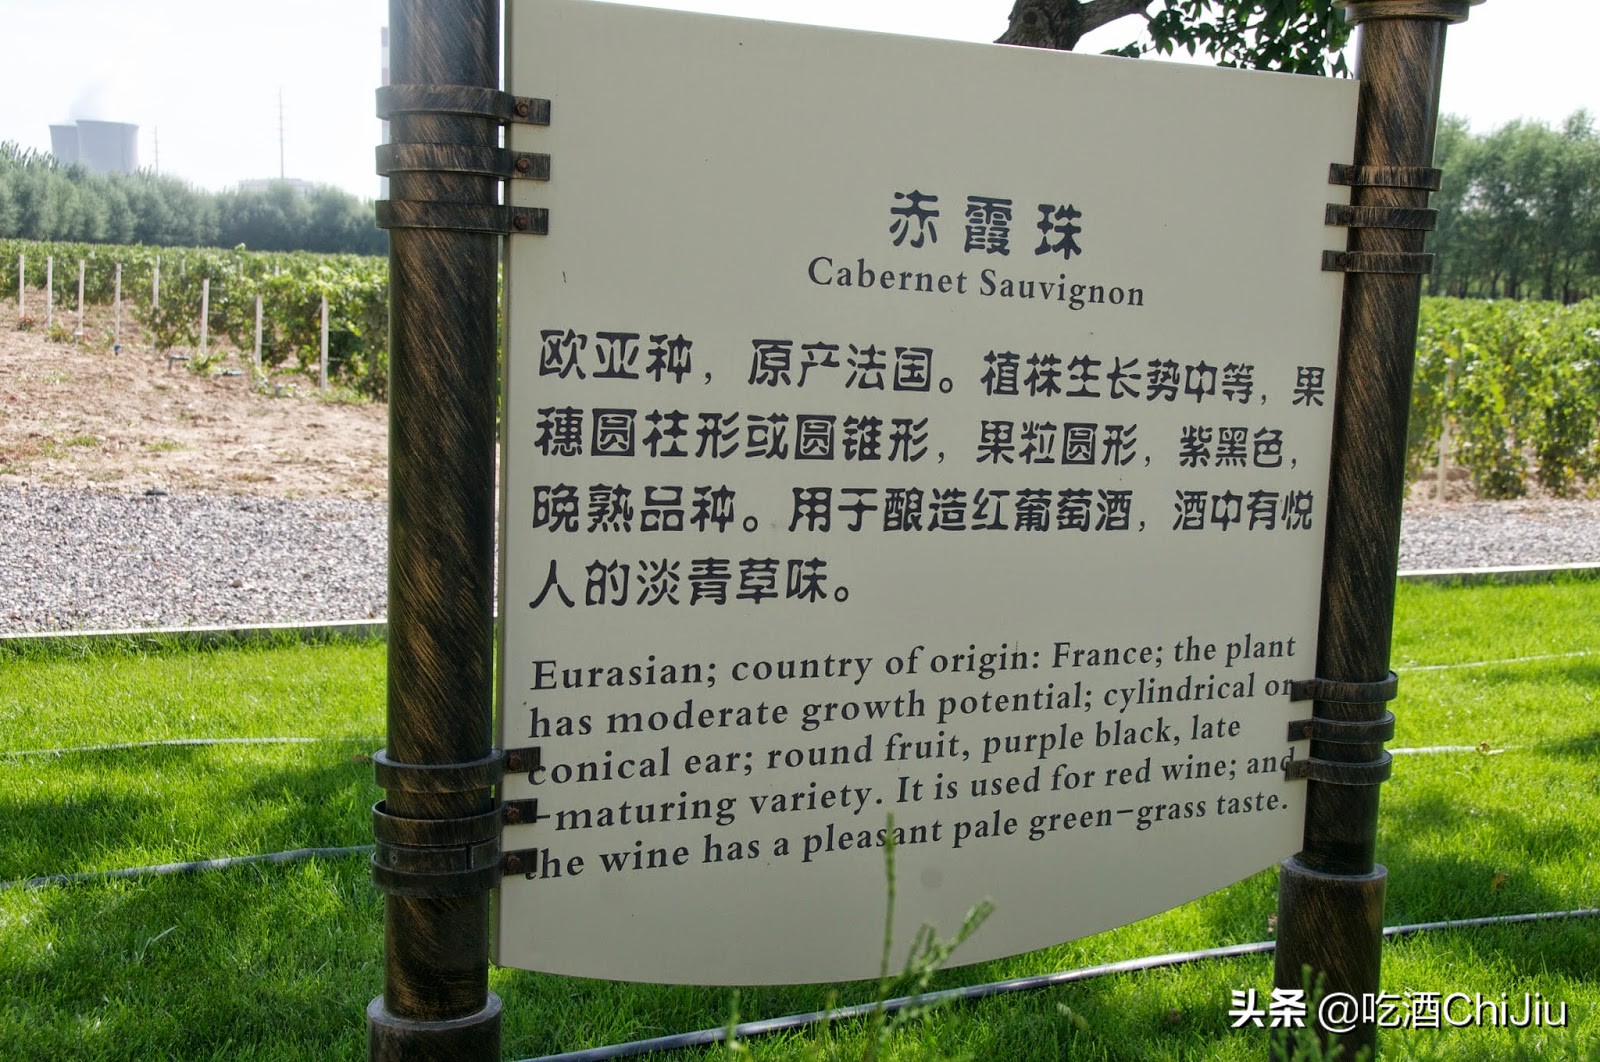 赤霞珠
Cabernet Sauvignon
欧亚种，原产法国。植株生长势中等，果
穗圆柱形或圆锥形，果粒圆形，紫黑色，
晚熟品种。用于酿造红葡萄酒，酒中有悦
人的淡青草味。
Eurasian; country of origin: France; the plant
has moderate growth potential; cylindrical or
conical ear; round fruit, purple black, late
-maturing variety. It is used for red wine; and
the wine has a pleasant pale green-grass taste.
头条 @吃酒ChiJiu